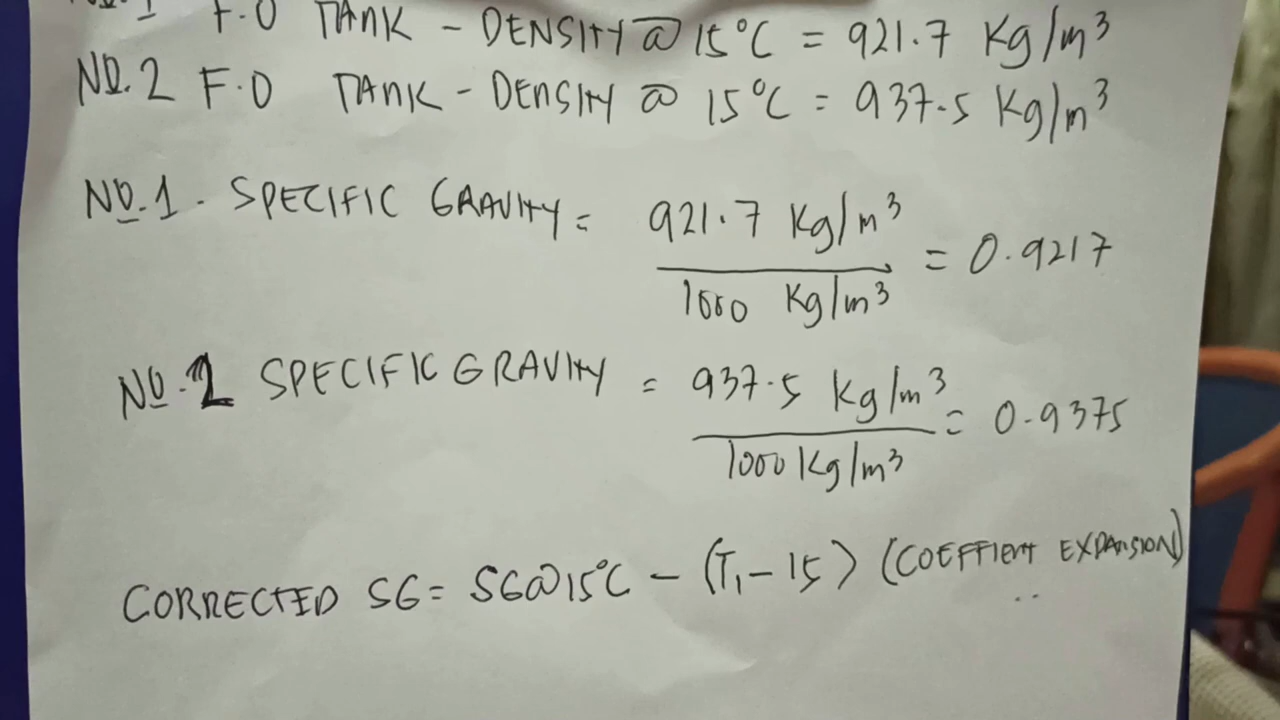 F.O TANK - DENSITY @ 15°C = 921.7 Kg/m³
NO. 2 F.O TANK - DENSITY @ 15°C = 937.5 Kg/m³
NO. 1 - SPECIFIC GRAVITY = 921.7 Kg/m³ / 1000 Kg/m³ = 0.9217
NO. 2 SPECIFIC GRAVITY = 937.5 Kg/m³ / 1000 Kg/m³ = 0.9375
CORRECTED SG = SG@15°C - (T₁ - 15) (COEFFIENT EXPANSION)